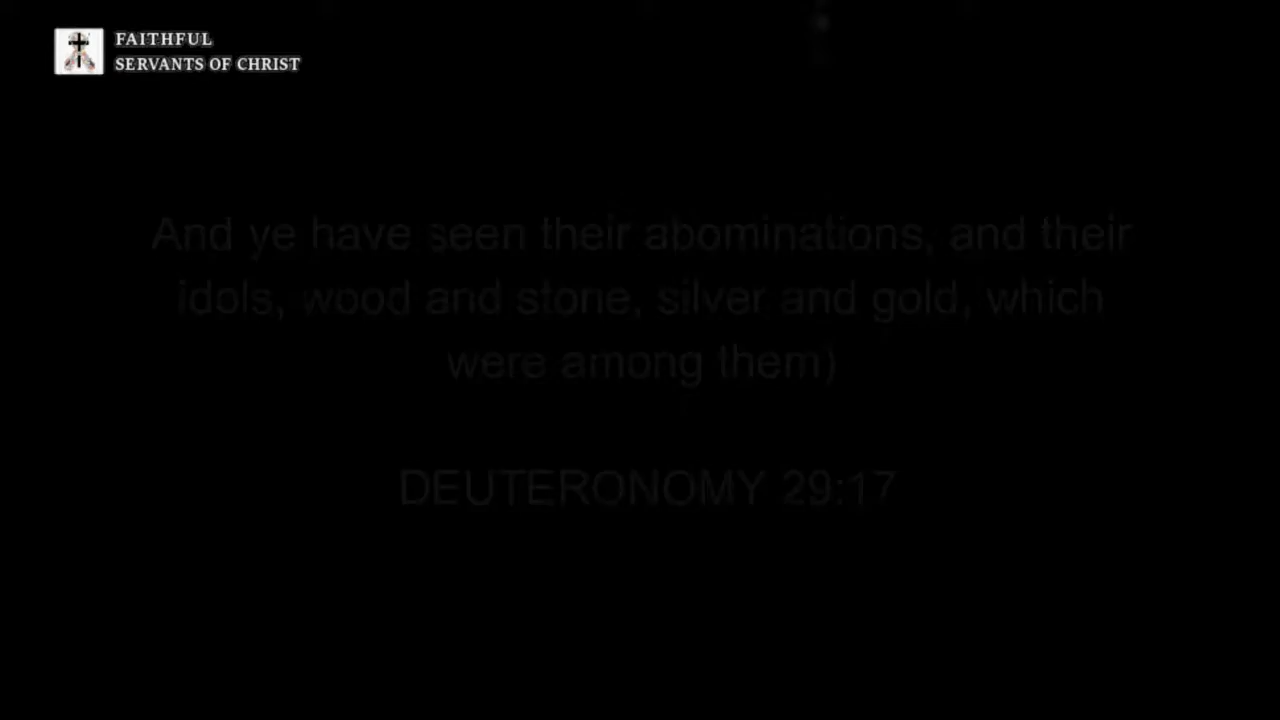 FAITHFUL
SERVANTS OF CHRIST
And ye have seen their abominations, and their
idols, wood and stone, silver and gold, which
were among them)
DEUTERONOMY 29:17